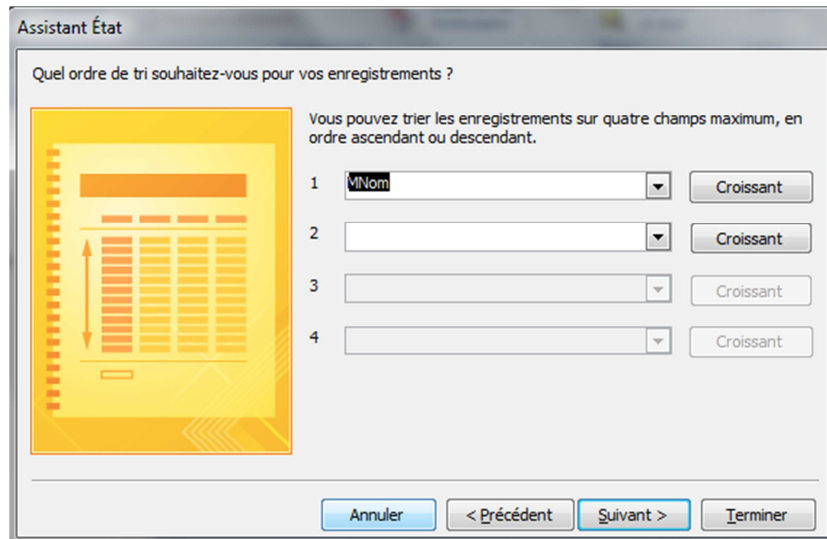 Assistant État
Quel ordre de tri souhaitez-vous pour vos enregistrements ?
Vous pouvez trier les enregistrements sur quatre champs maximum, en
ordre ascendant ou descendant.
1 MNom Croissant
2 Croissant
3 Croissant
4 Croissant
Annuler < Précédent Suivant > Terminer